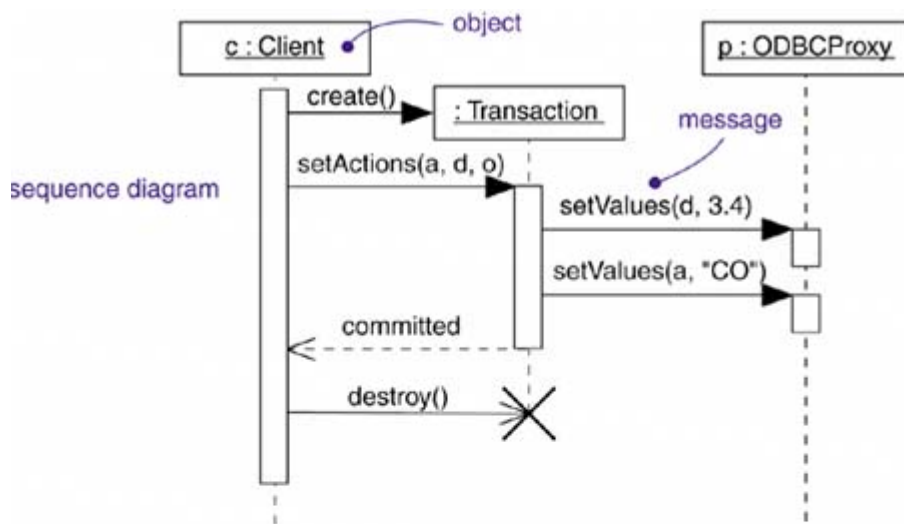 object
c : Client
p : ODBCProxy
create()
: Transaction
message
setActions(a, d, o)
sequence diagram
setValues(d, 3.4)
setValues(a, "CO")
committed
destroy()